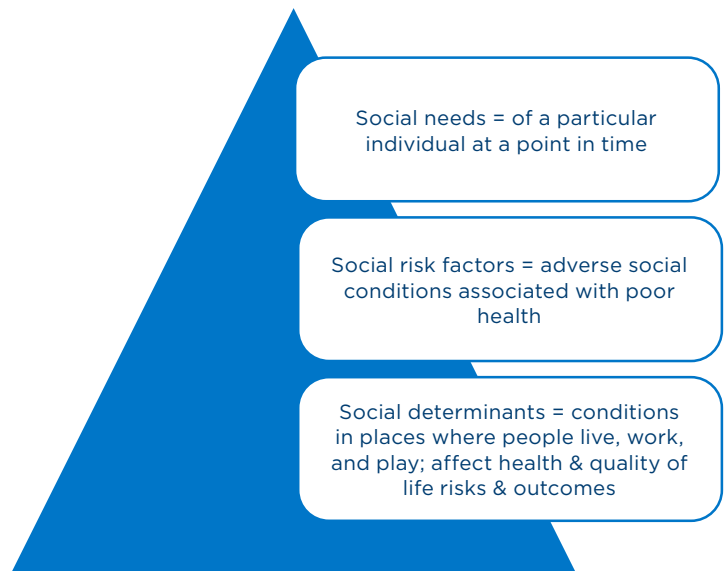 Social needs = of a particular
individual at a point in time
Social risk factors = adverse social
conditions associated with poor
health
Social determinants = conditions
in places where people live, work,
and play; affect health & quality of
life risks & outcomes